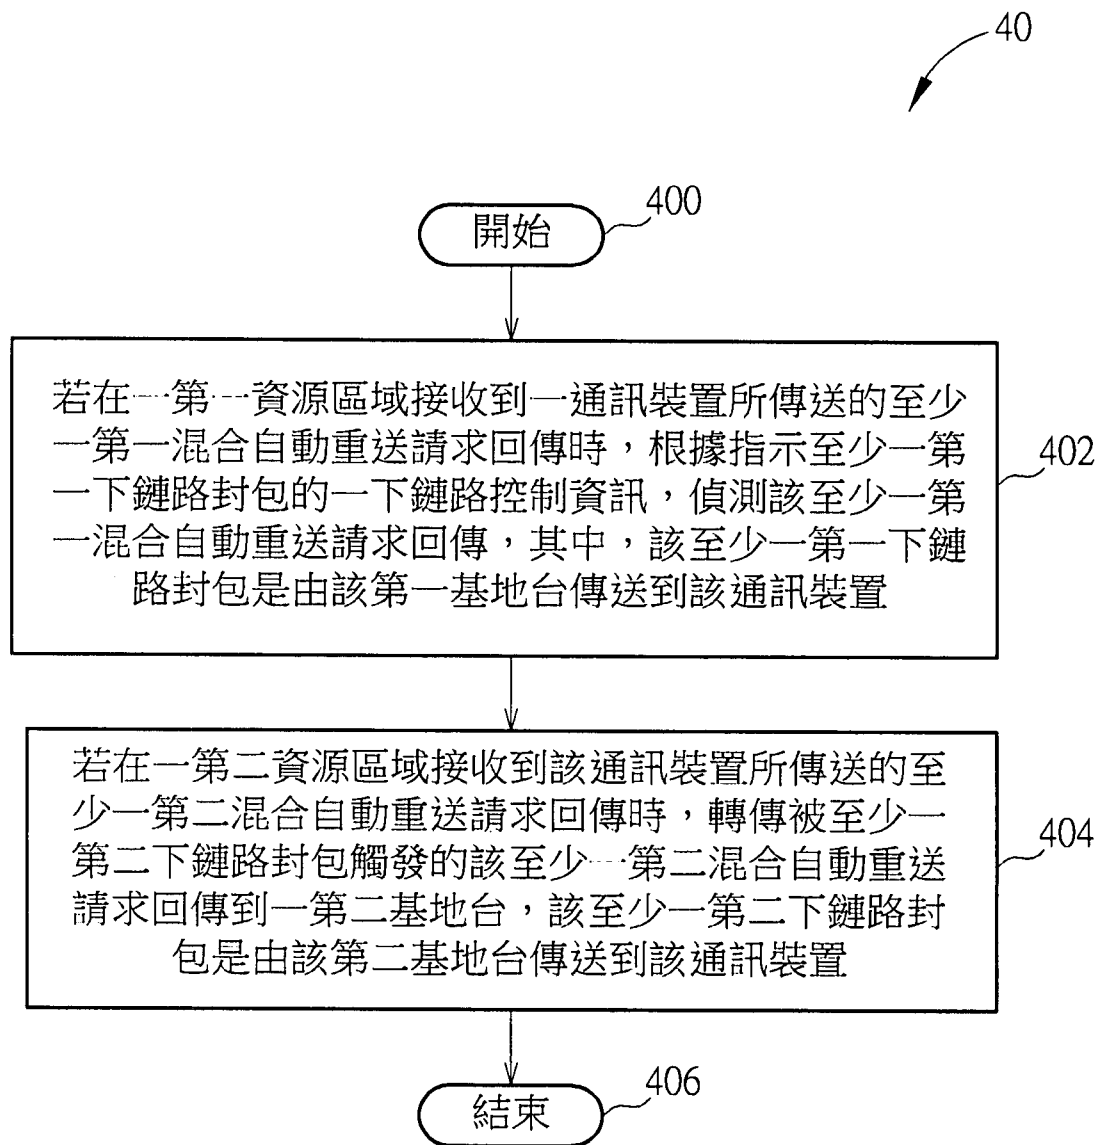 40
400
開始
若在一第一資源區域接收到一通訊裝置所傳送的至少
一第一混合自動重送請求回傳時，根據指示至少一第
一下鏈路封包的一下鏈路控制資訊，偵測該至少一第
一混合自動重送請求回傳，其中，該至少一第一下鏈
路封包是由該第一基地台傳送到該通訊裝置
402
若在一第二資源區域接收到該通訊裝置所傳送的至
少一第二混合自動重送請求回傳時，轉傳被至少一
第二下鏈路封包觸發的該至少一第二混合自動重送
請求回傳到一第二基地台，該至少一第二下鏈路封
包是由該第二基地台傳送到該通訊裝置
404
結束
406